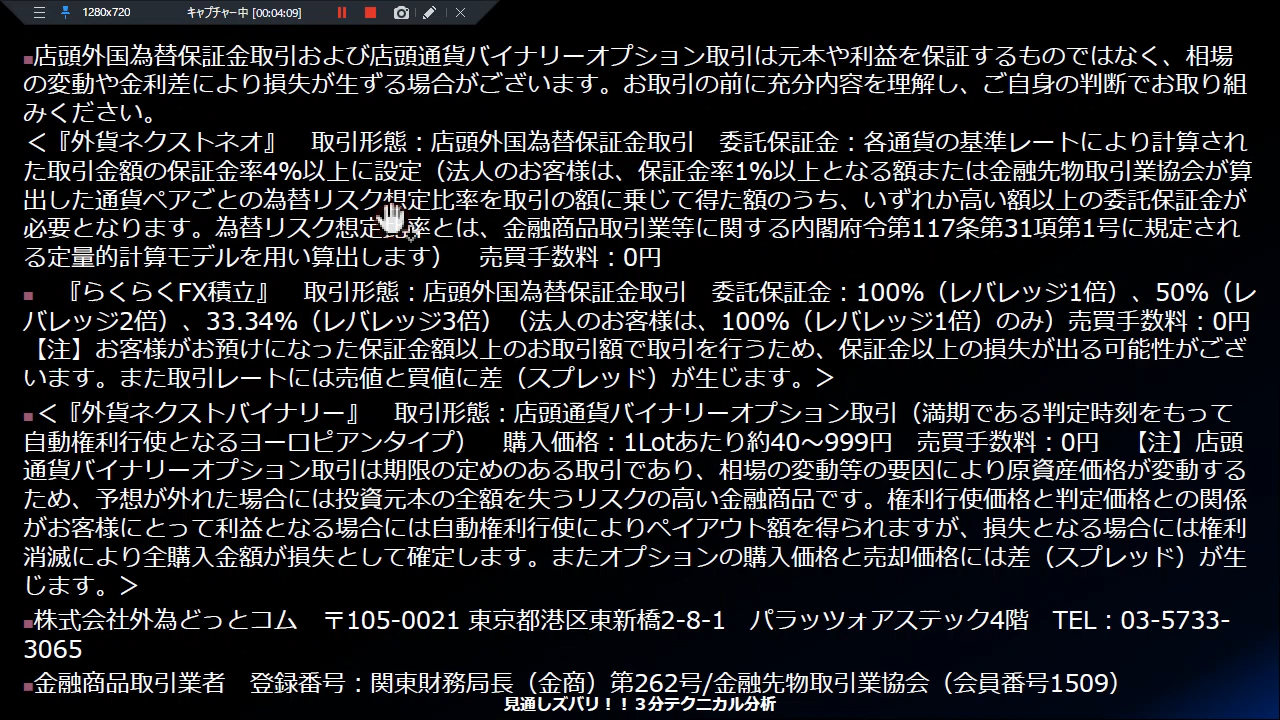 1280x720 キャプチャー中 [00:04:09]
■店頭外国為替保証金取引および店頭通貨バイナリーオプション取引は元本や利益を保証するものではなく、相場
の変動や金利差により損失が生ずる場合がございます。お取引の前に充分内容を理解し、ご自身の判断でお取り組
みください。
＜『外貨ネクストネオ』　取引形態：店頭外国為替保証金取引　委託保証金：各通貨の基準レートにより計算され
た取引金額の保証金率4%以上に設定（法人のお客様は、保証金率1%以上となる額または金融先物取引業協会が算
出した通貨ペアごとの為替リスク想定比率を取引の額に乗じて得た額のうち、いずれか高い額以上の委託保証金が
必要となります。為替リスク想定比率とは、金融商品取引業等に関する内閣府令第117条第31項第1号に規定され
る定量的計算モデルを用い算出します）　売買手数料：0円
■　『らくらくFX積立』　取引形態：店頭外国為替保証金取引　委託保証金：100%（レバレッジ1倍）、50%（レ
バレッジ2倍）、33.34%（レバレッジ3倍）（法人のお客様は、100%（レバレッジ1倍）のみ）売買手数料：0円
【注】お客様がお預けになった保証金額以上のお取引額で取引を行うため、保証金以上の損失が出る可能性がござ
います。また取引レートには売値と買値に差（スプレッド）が生じます。＞
■＜『外貨ネクストバイナリー』　取引形態：店頭通貨バイナリーオプション取引（満期である判定時刻をもって
自動権利行使となるヨーロピアンタイプ）　購入価格：1Lotあたり約40～999円　売買手数料：0円　【注】店頭
通貨バイナリーオプション取引は期限の定めのある取引であり、相場の変動等の要因により原資産価格が変動する
ため、予想が外れた場合には投資元本の全額を失うリスクの高い金融商品です。権利行使価格と判定価格との関係
がお客様にとって利益となる場合には自動権利行使によりペイアウト額を得られますが、損失となる場合には権利
消滅により全購入金額が損失として確定します。またオプションの購入価格と売却価格には差（スプレッド）が生
じます。＞
■株式会社外為どっとコム　〒105-0021 東京都港区東新橋2-8-1　パラッツォアステック4階　TEL：03-5733-
3065
■金融商品取引業者　登録番号：関東財務局長（金商）第262号/金融先物取引業協会（会員番号1509）
見通しズバリ！！３分テクニカル分析